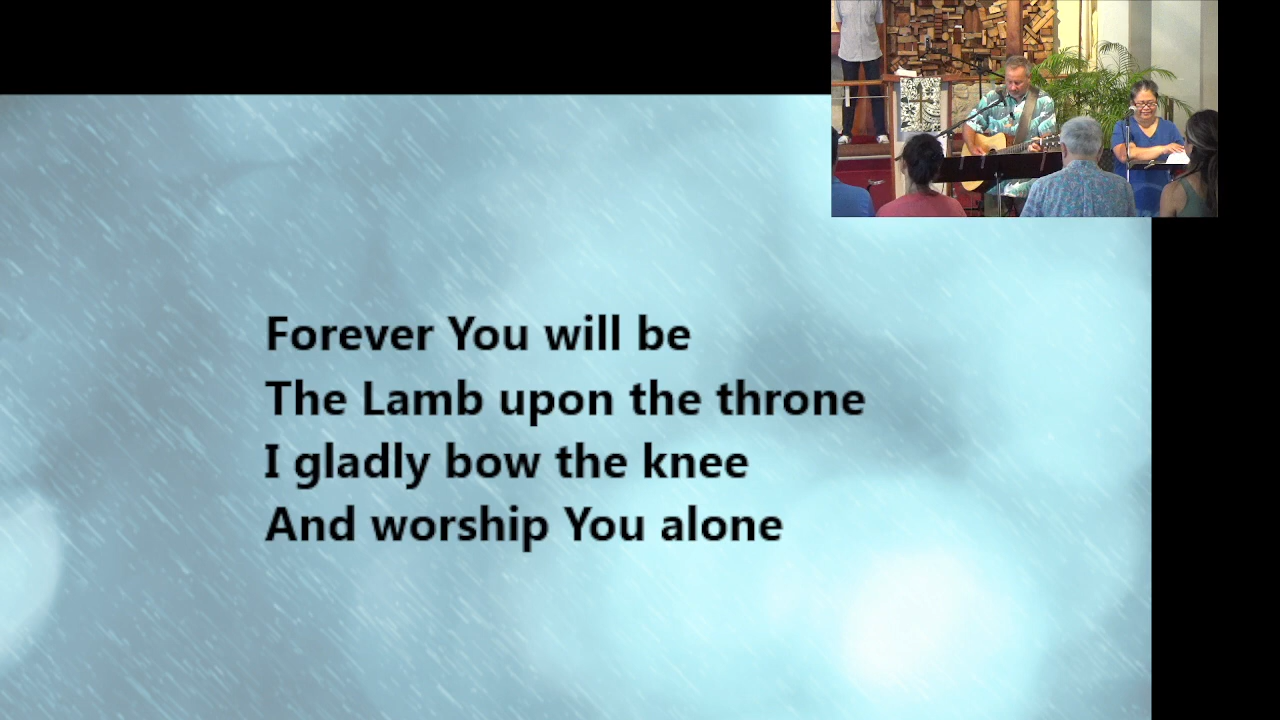 Forever You will be
The Lamb upon the throne
I gladly bow the knee
And worship You alone